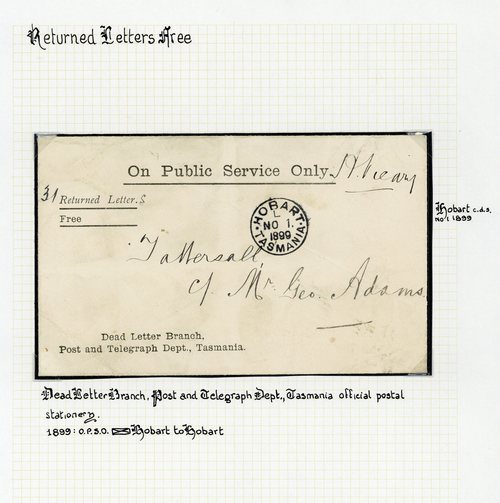 Returned Letters Free
On Public Service Only.
31 Returned Letter.s
Free
HOBART
L
NO 1.
1899
TASMANIA
Hobart c.d.s.
NO 1 1899
Tattersall,
c/. Mr. Geo. Adams.
Dead Letter Branch,
Post and Telegraph Dept., Tasmania.
Dead Letter Branch, Post and Telegraph Dept., Tasmania official postal
stationery.
1899: O.P.S.O. Hobart to Hobart